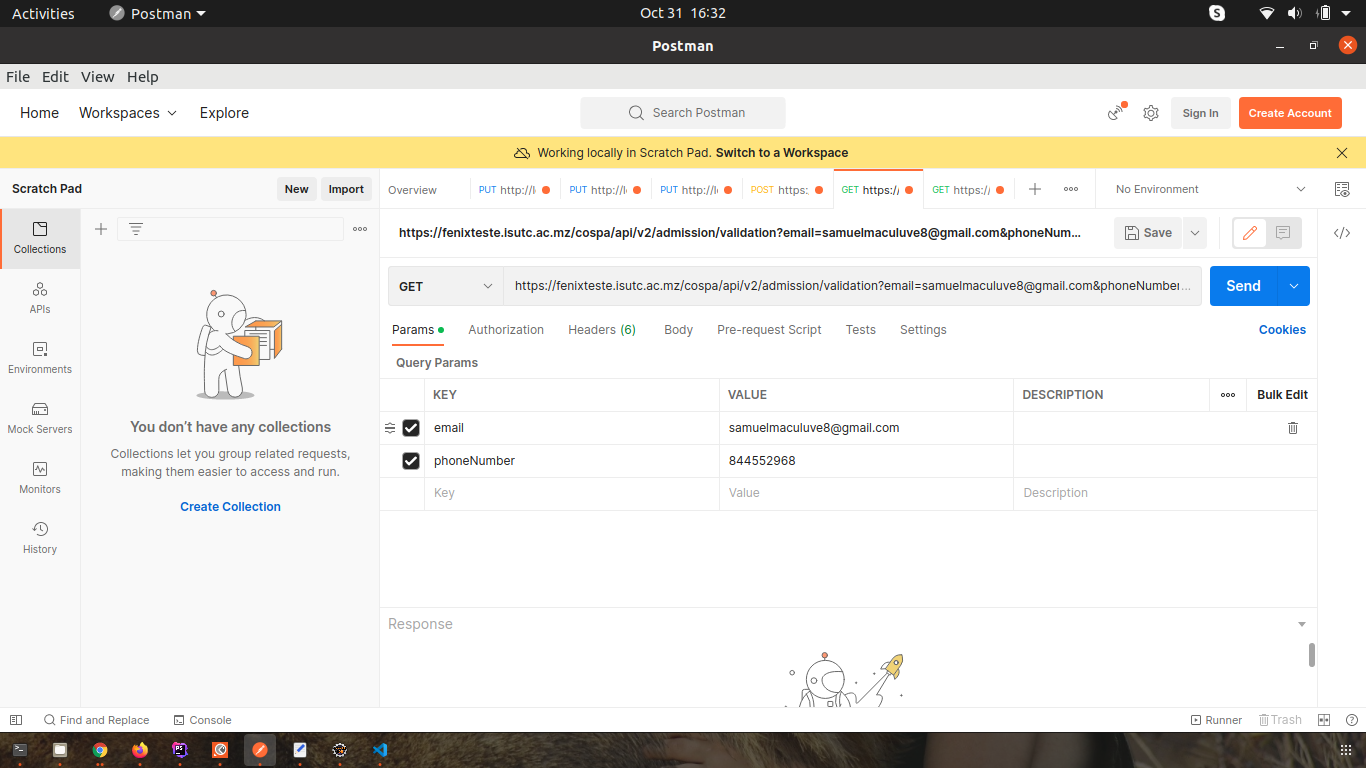 Activities
Postman
Oct 31 16:32
Postman
File Edit View Help
Home Workspaces Explore
Search Postman
Sign In
Create Account
Working locally in Scratch Pad. Switch to a Workspace
Scratch Pad
New
Import
Overview
PUT http://l
PUT http://l
PUT http://l
POST https:
GET https:/
GET https:/
No Environment
Collections
APIs
Environments
Mock Servers
Monitors
History
You don't have any collections
Collections let you group related requests,
making them easier to access and run.
Create Collection
https://fenixteste.isutc.ac.mz/cospa/api/v2/admission/validation?email=samuelmaculuve8@gmail.com&phoneNum...
Save
GET
https://fenixteste.isutc.ac.mz/cospa/api/v2/admission/validation?email=samuelmaculuve8@gmail.com&phoneNumber...
Send
Params Authorization Headers (6) Body Pre-request Script Tests Settings
Cookies
Query Params
KEY VALUE DESCRIPTION Bulk Edit
email samuelmaculuve8@gmail.com
phoneNumber 844552968
Key Value Description
Response
Find and Replace
Console
Runner
Trash